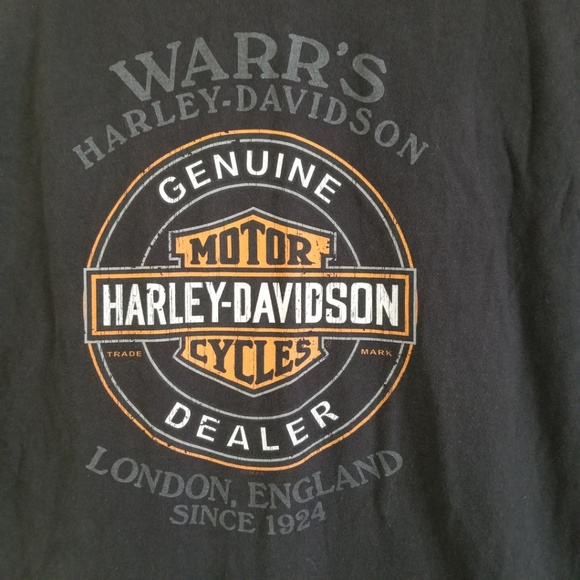 WARR'S
HARLEY-DAVIDSON
GENUINE
MOTOR
HARLEY-DAVIDSON
TRADE MARK
CYCLES
DEALER
LONDON, ENGLAND
SINCE 1924